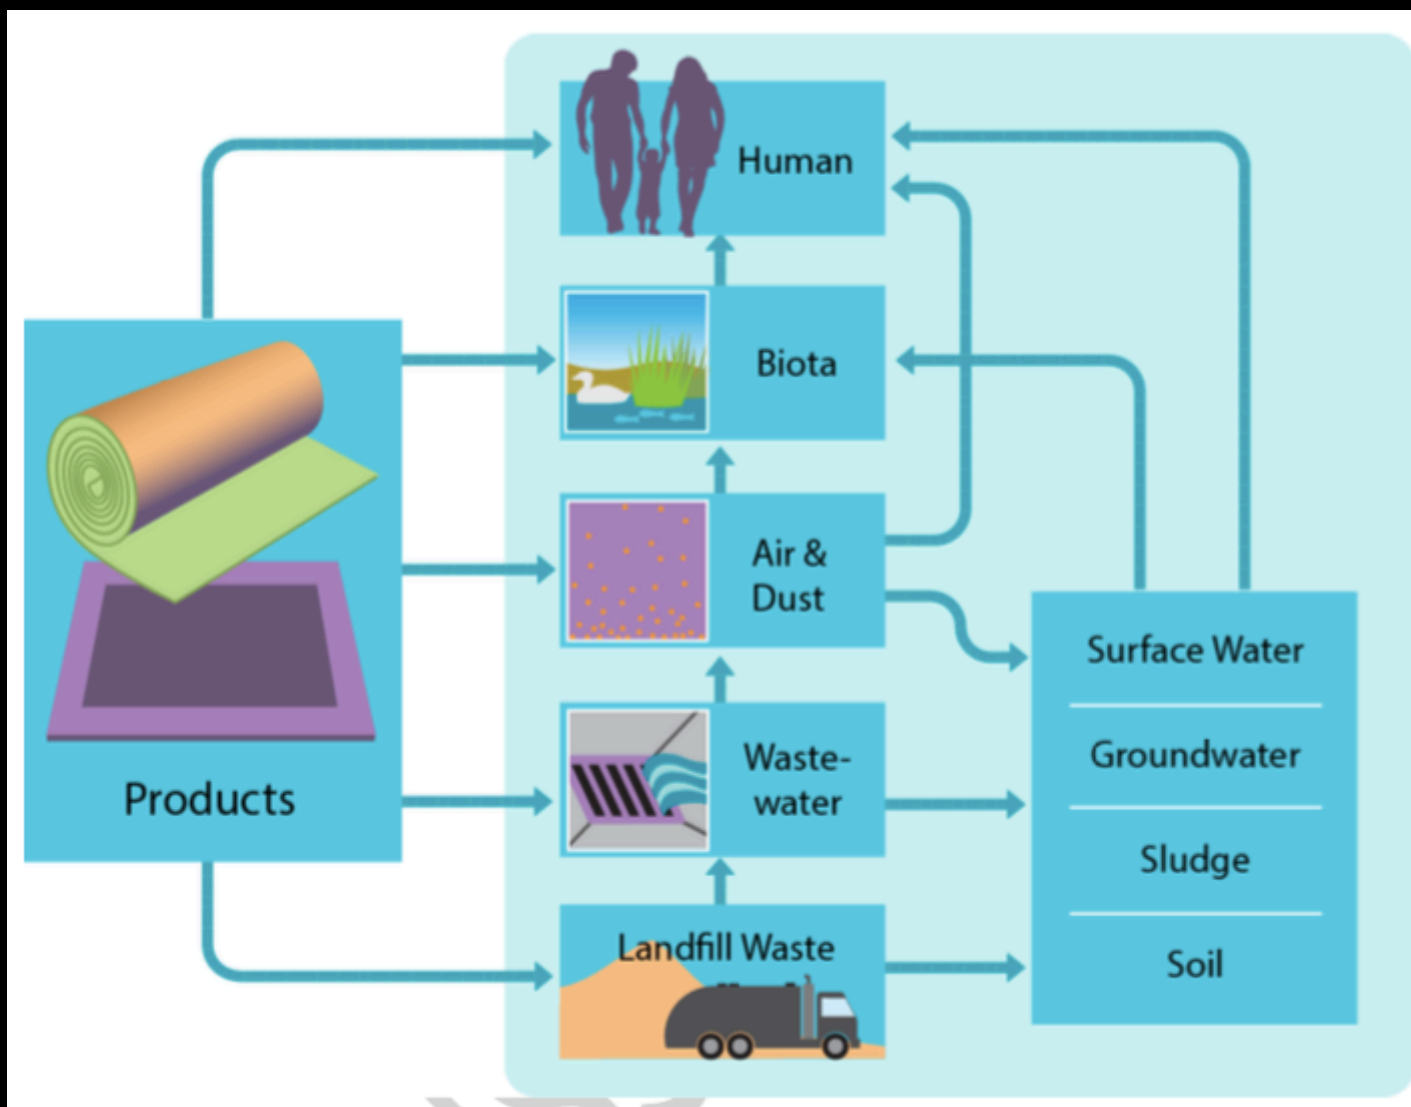 Human
Biota
Air &
Dust
Waste-
water
Landfill Waste
Products
Surface Water
Groundwater
Sludge
Soil